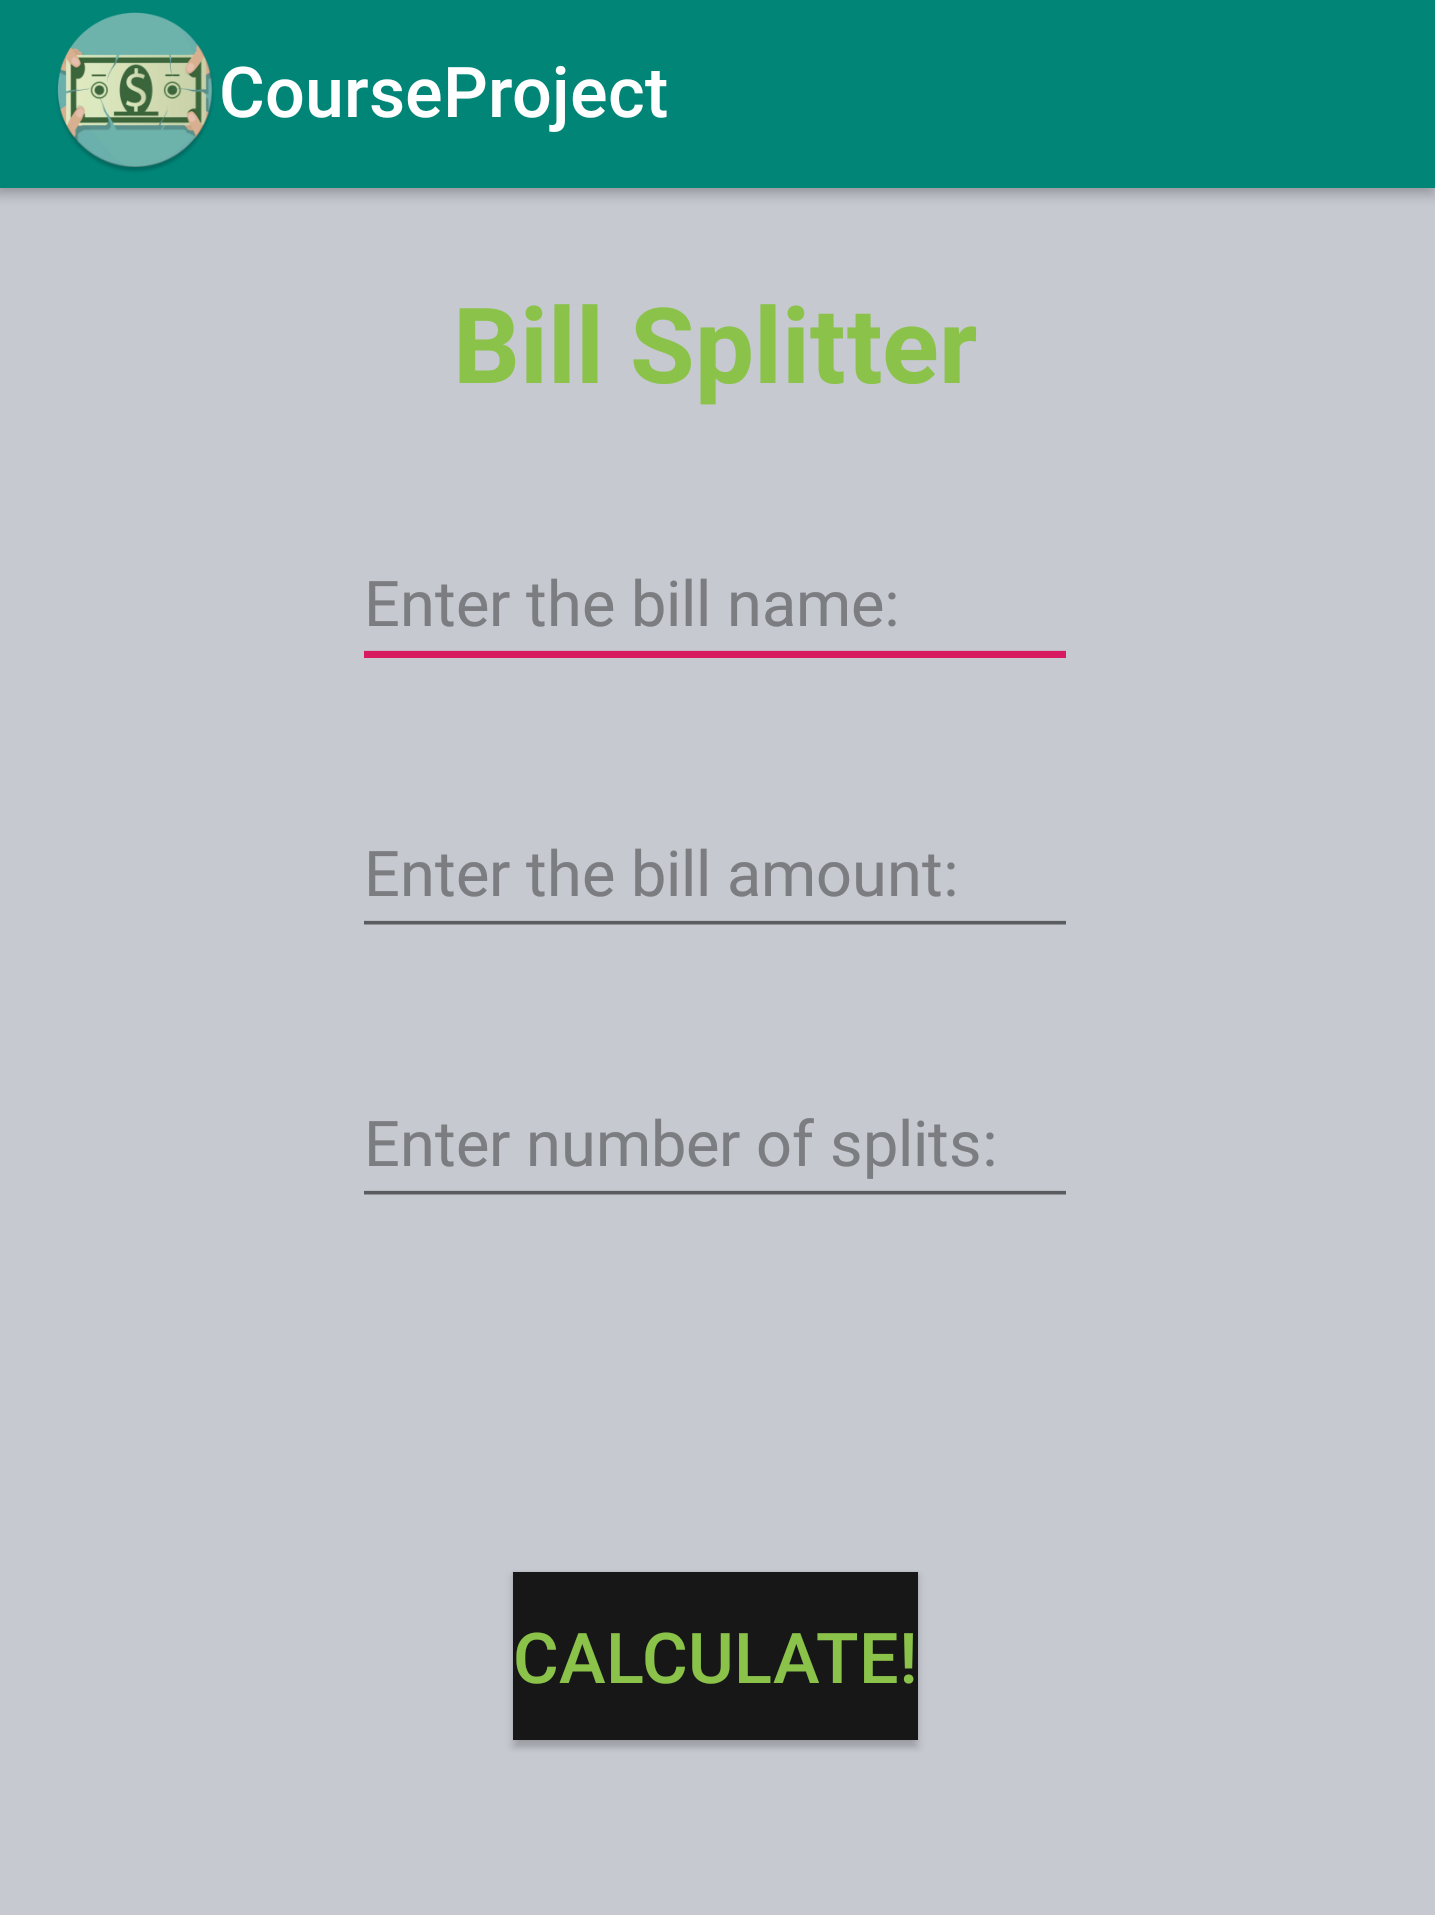 CourseProject
Bill Splitter
Enter the bill name:
Enter the bill amount:
Enter number of splits:
CALCULATE!